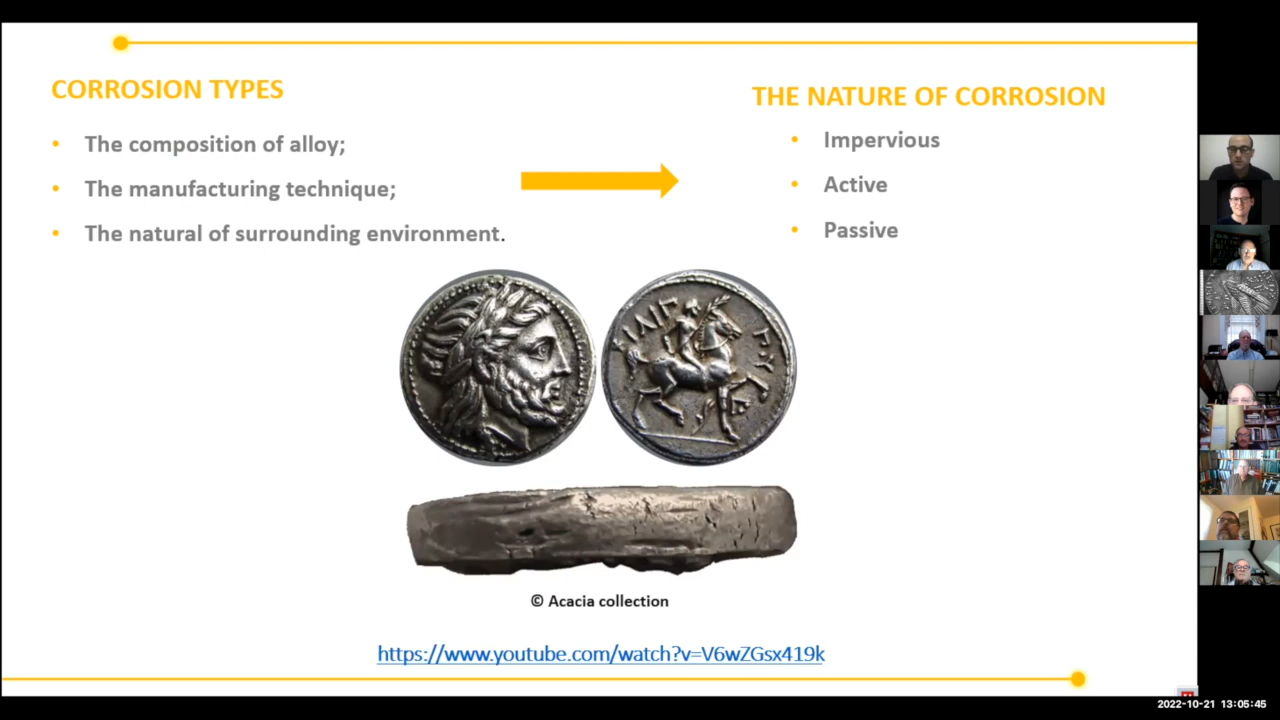 CORROSION TYPES
• The composition of alloy;
• The manufacturing technique;
• The natural of surrounding environment.
THE NATURE OF CORROSION
• Impervious
• Active
• Passive
© Acacia collection
https://www.youtube.com/watch?v=V6wZGsx419k
2022-10-21 13:05:45